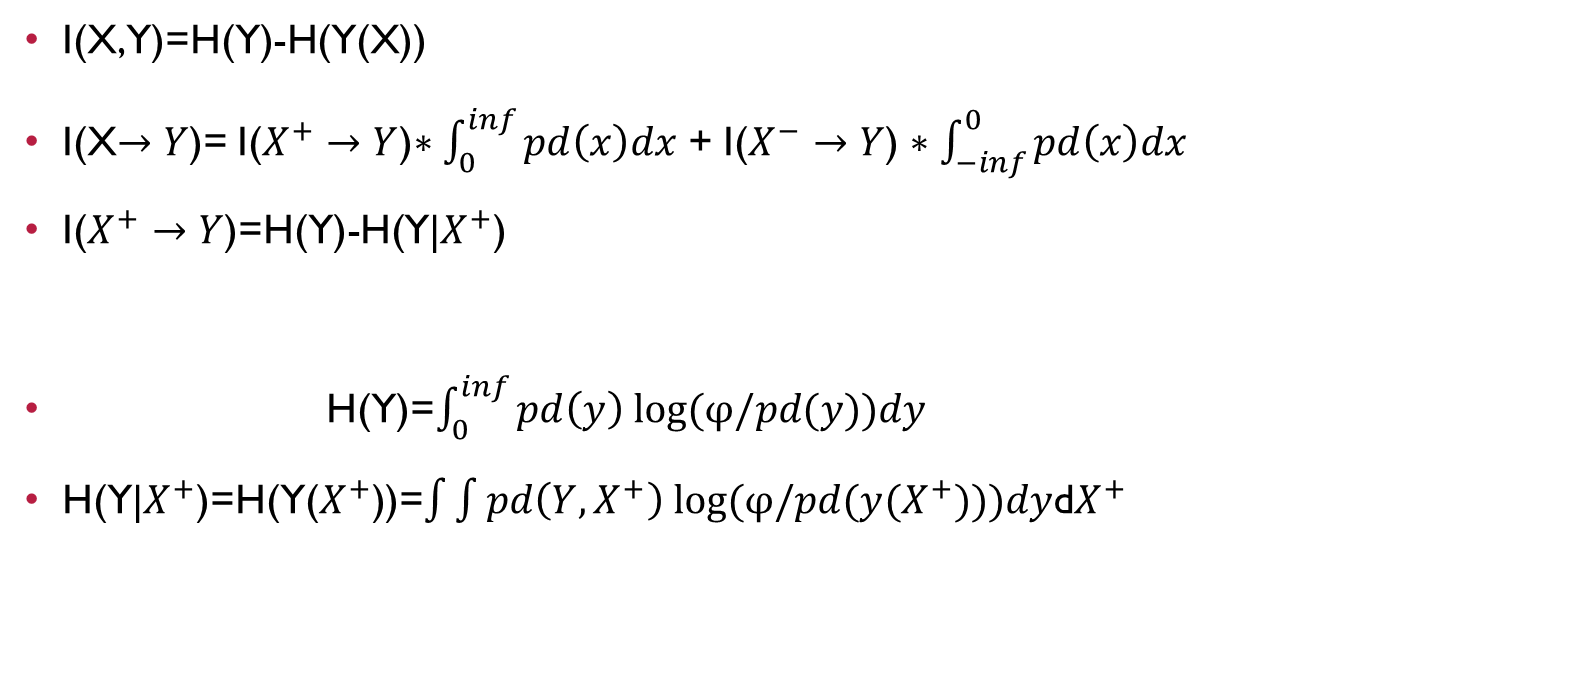 • I(X,Y)=H(Y)-H(Y(X))
• I(X→ Y)= I(X⁺ → Y)∗ ∫₀^{inf} pd(x)dx + I(X⁻ → Y) ∗ ∫_{−inf}^{0} pd(x)dx
• I(X⁺ → Y)=H(Y)-H(Y|X⁺)
• H(Y)=∫₀^{inf} pd(y) log(φ/pd(y))dy
• H(Y|X⁺)=H(Y(X⁺))=∫ ∫ pd(Y, X⁺) log(φ/pd(y(X⁺)))dydX⁺